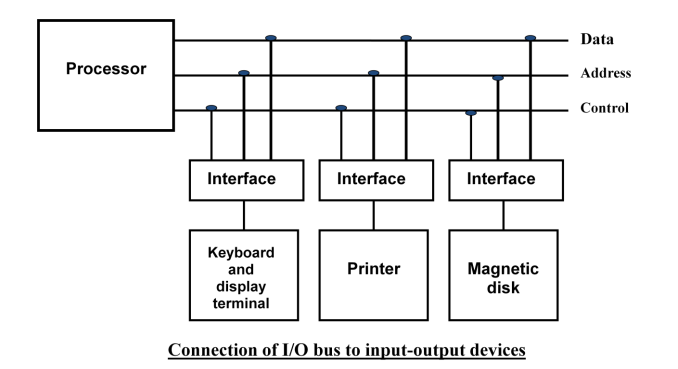 Data
Processor
Address
Control
Interface
Interface
Interface
Keyboard
and
display
terminal
Printer
Magnetic
disk
Connection of I/O bus to input-output devices